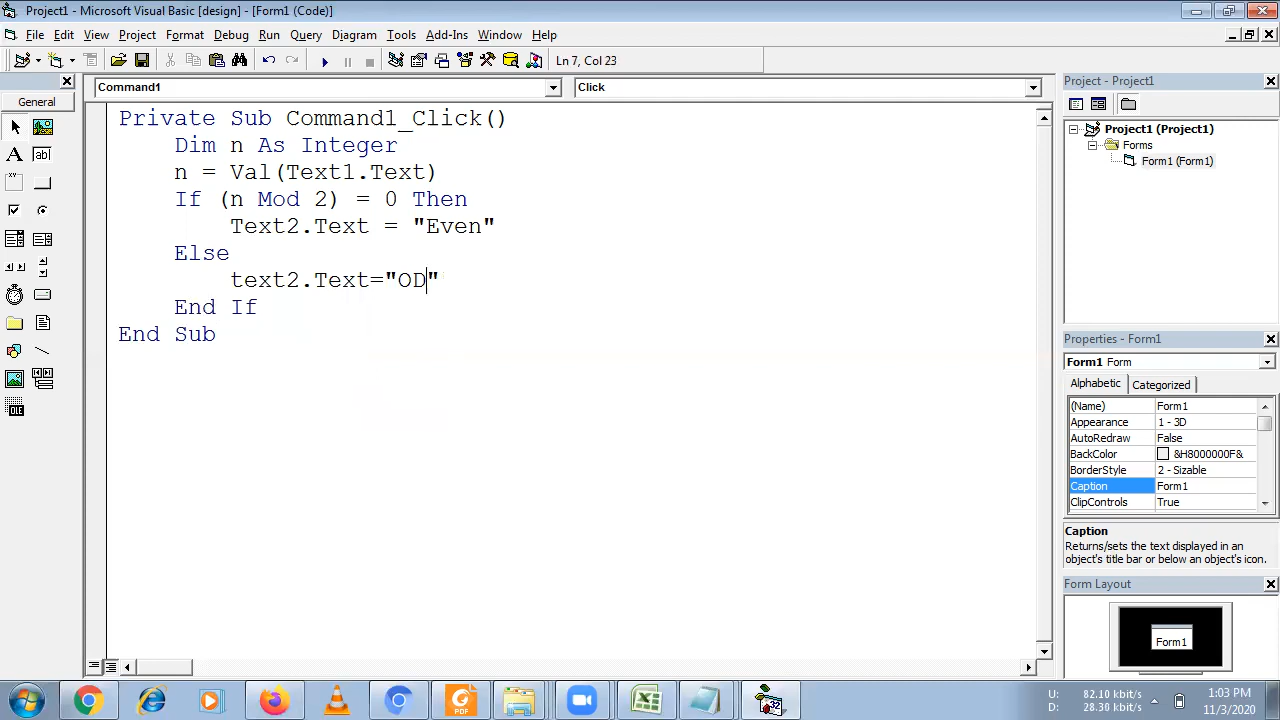 Project1 - Microsoft Visual Basic [design] - [Form1 (Code)]
File Edit View Project Format Debug Run Query Diagram Tools Add-Ins Window Help
Ln 7, Col 23
General
Command1
Click
Private Sub Command1_Click()
Dim n As Integer
n = Val(Text1.Text)
If (n Mod 2) = 0 Then
Text2.Text = "Even"
Else
text2.Text="OD"
End If
End Sub
Project - Project1
Project1 (Project1)
Forms
Form1 (Form1)
Properties - Form1
Form1 Form
Alphabetic Categorized
(Name) Form1
Appearance 1 - 3D
AutoRedraw False
BackColor &H8000000F&
BorderStyle 2 - Sizable
Caption Form1
ClipControls True
Caption
Returns/sets the text displayed in an
object's title bar or below an object's icon.
Form Layout
Form1
A
ab|
OLE
PDF
32
U: 82.10 kbit/s
D: 28.30 kbit/s
1:03 PM
11/3/2020